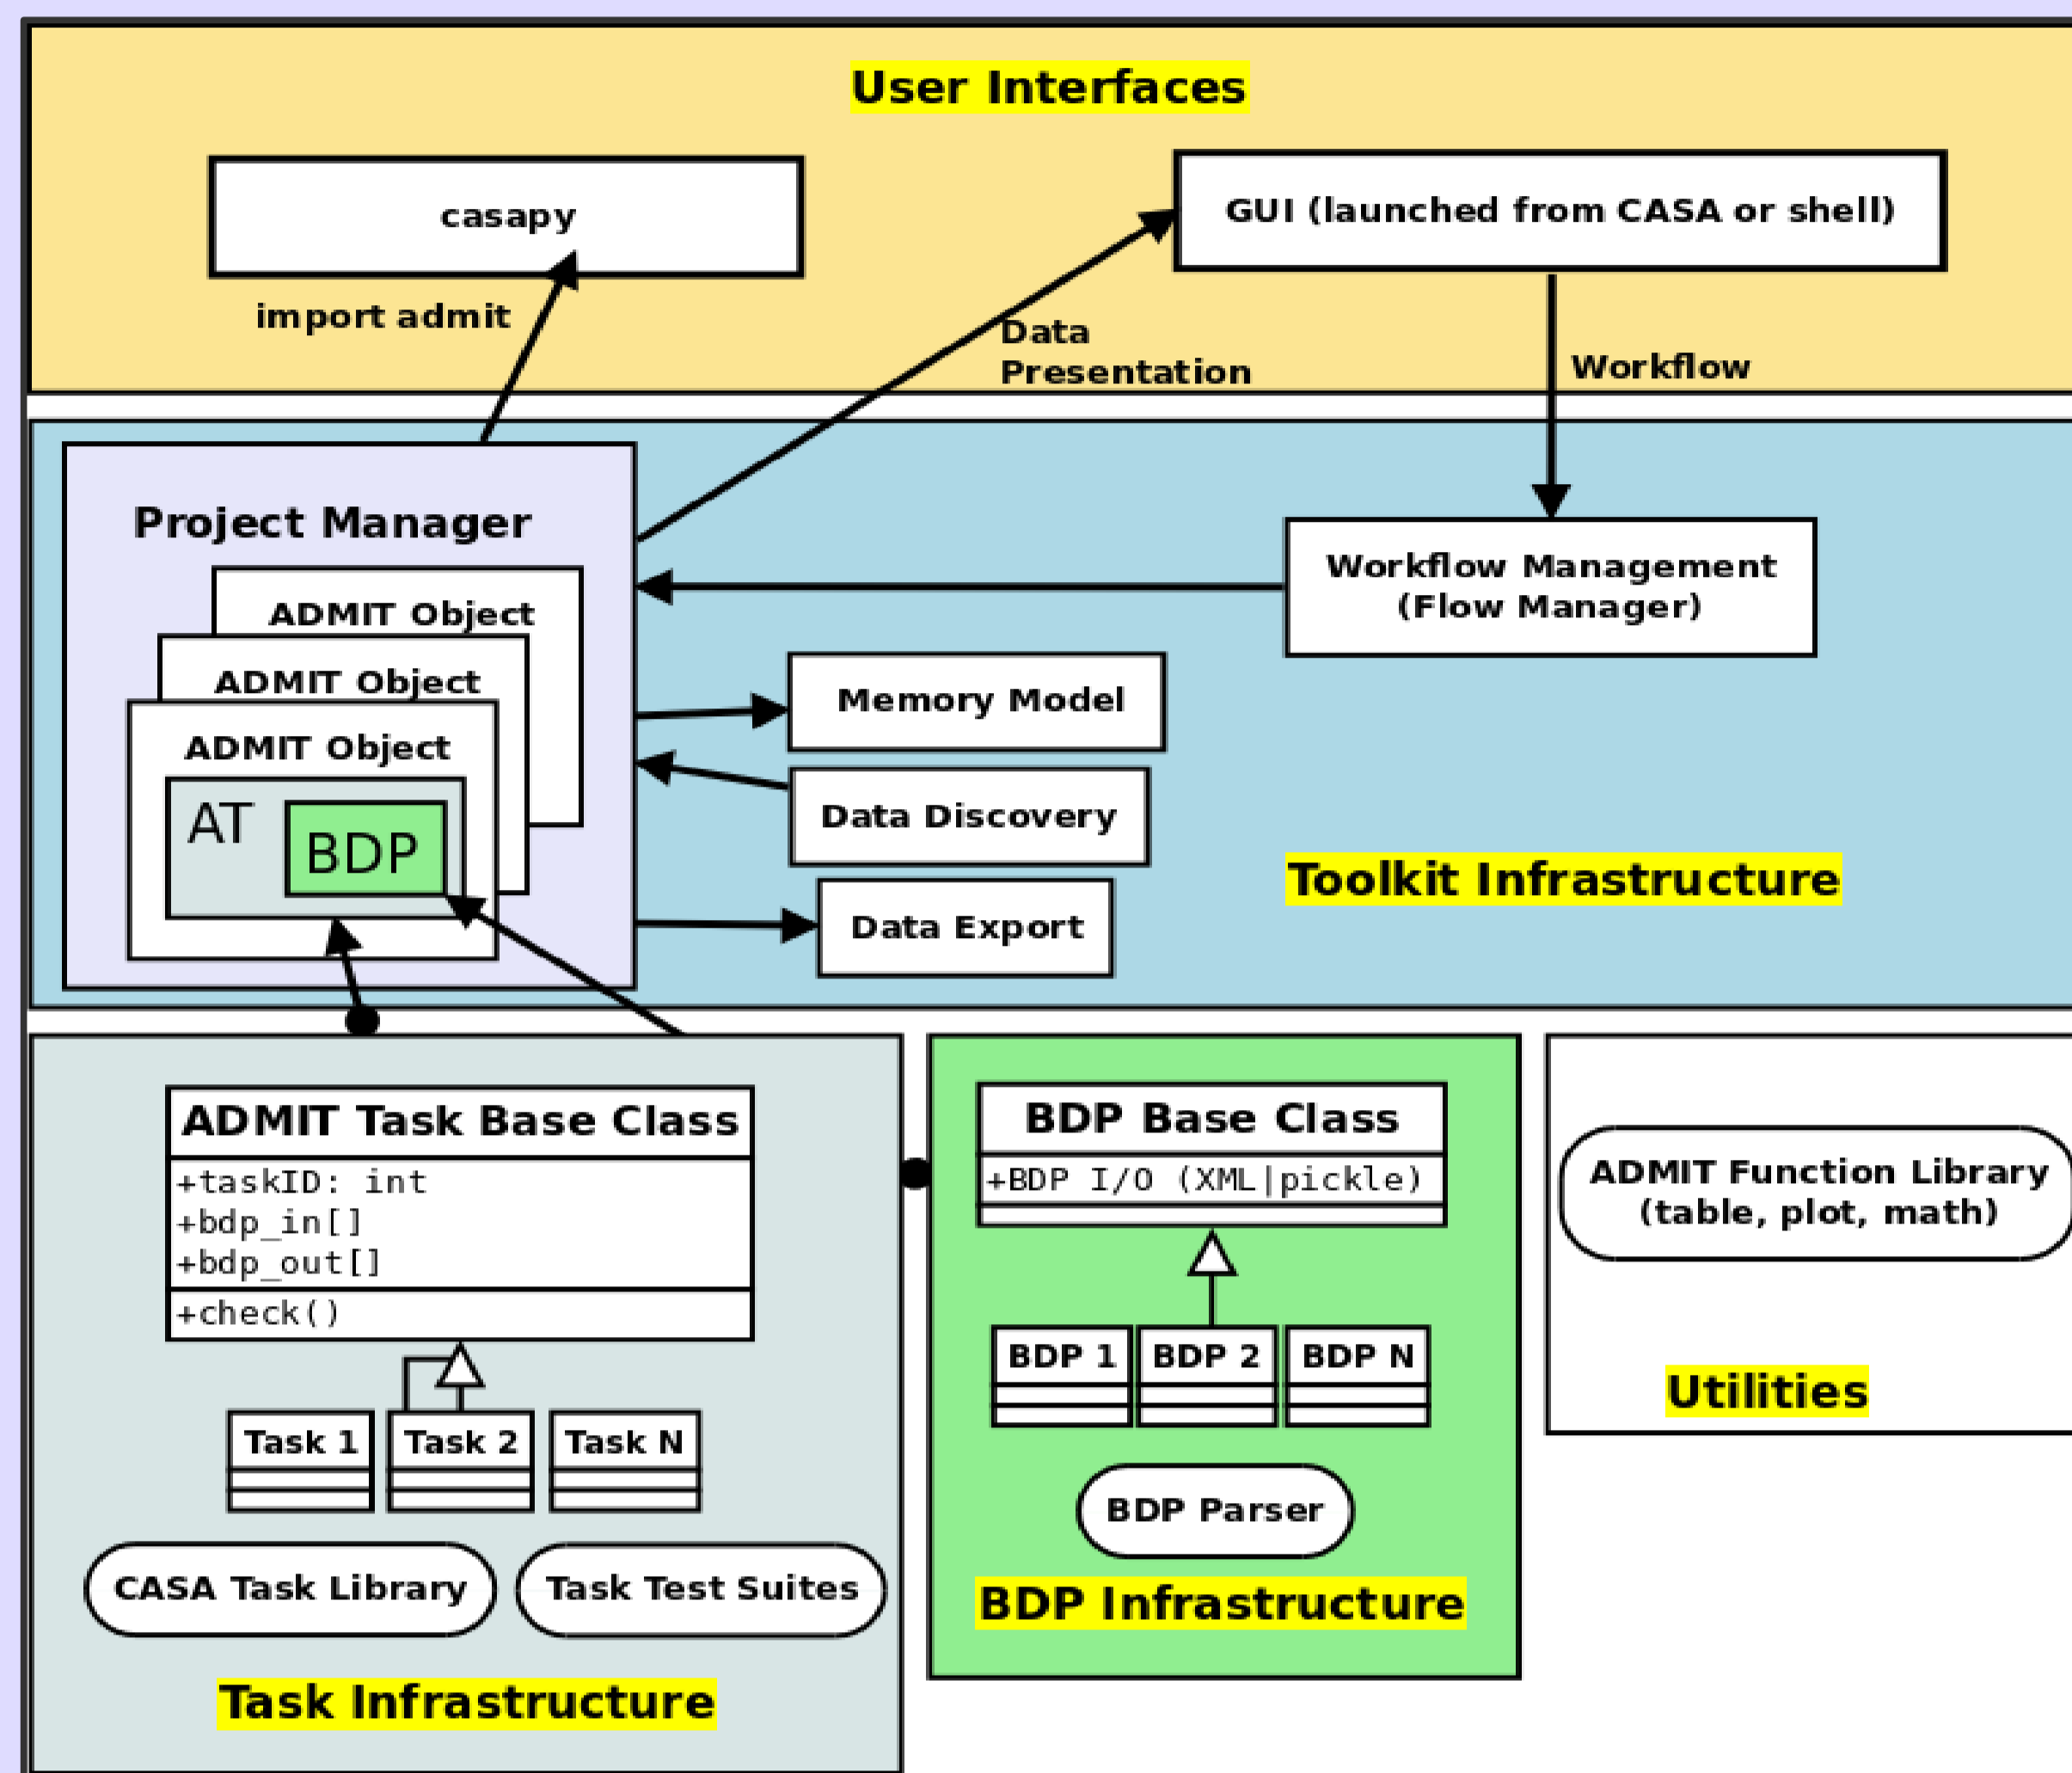 User Interfaces
casapy
GUI (launched from CASA or shell)
import admit
Data
Presentation
Workflow
Project Manager
Workflow Management
(Flow Manager)
ADMIT Object
ADMIT Object
ADMIT Object
AT
BDP
Memory Model
Data Discovery
Data Export
Toolkit Infrastructure
ADMIT Task Base Class
+taskID: int
+bdp_in[]
+bdp_out[]
+check()
Task 1
Task 2
Task N
CASA Task Library
Task Test Suites
Task Infrastructure
BDP Base Class
+BDP I/O (XML|pickle)
BDP 1
BDP 2
BDP N
BDP Parser
BDP Infrastructure
ADMIT Function Library
(table, plot, math)
Utilities